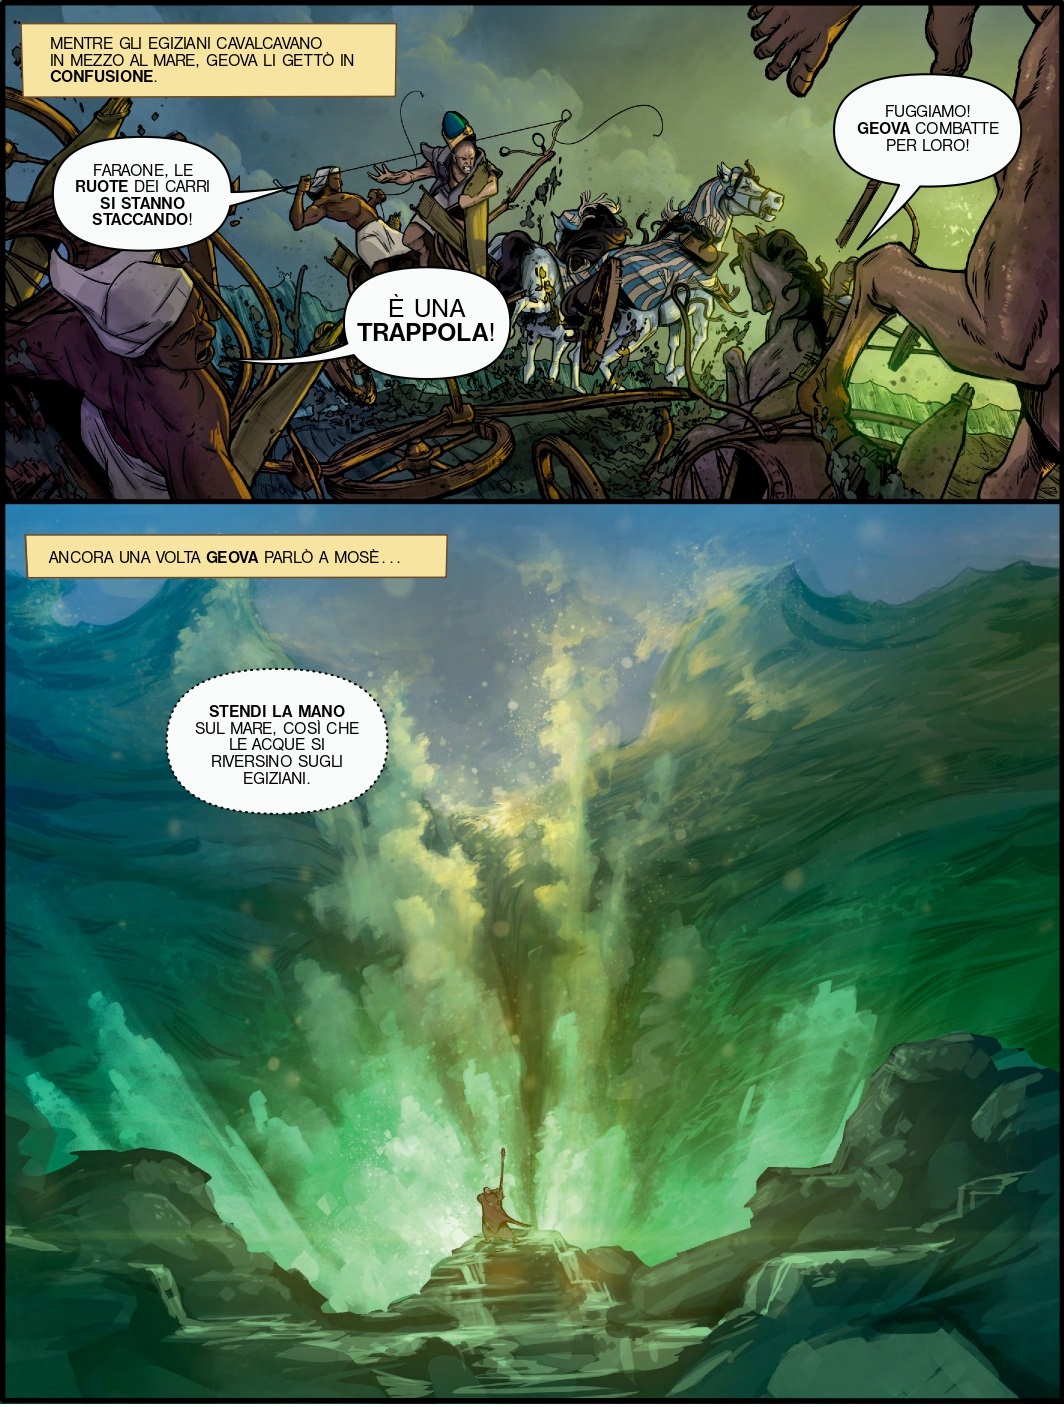 MENTRE GLI EGIZIANI CAVALCAVANO
IN MEZZO AL MARE, GEOVA LI GETTÒ IN
CONFUSIONE.
FARAONE, LE
RUOTE DEI CARRI
SI STANNO
STACCANDO!
È UNA
TRAPPOLA!
FUGGIAMO!
GEOVA COMBATTE
PER LORO!
ANCORA UNA VOLTA GEOVA PARLÒ A MOSÈ...
STENDI LA MANO
SUL MARE, COSÌ CHE
LE ACQUE SI
RIVERSINO SUGLI
EGIZIANI.